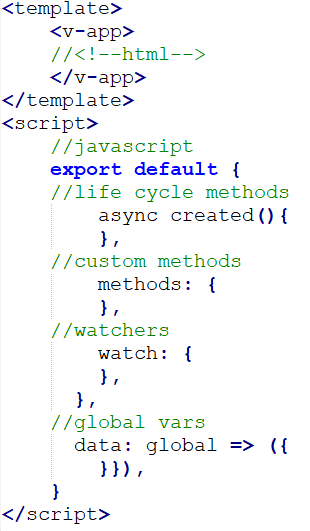 <template>
    <v-app>
    //<!--html-->
    </v-app>
</template>
<script>
    //javascript
    export default {
    //life cycle methods
        async created(){
        },
    //custom methods
        methods: {
        },
    //watchers
        watch: {
        },
      },
    //global vars
      data: global => ({
        }}),
    }
</script>